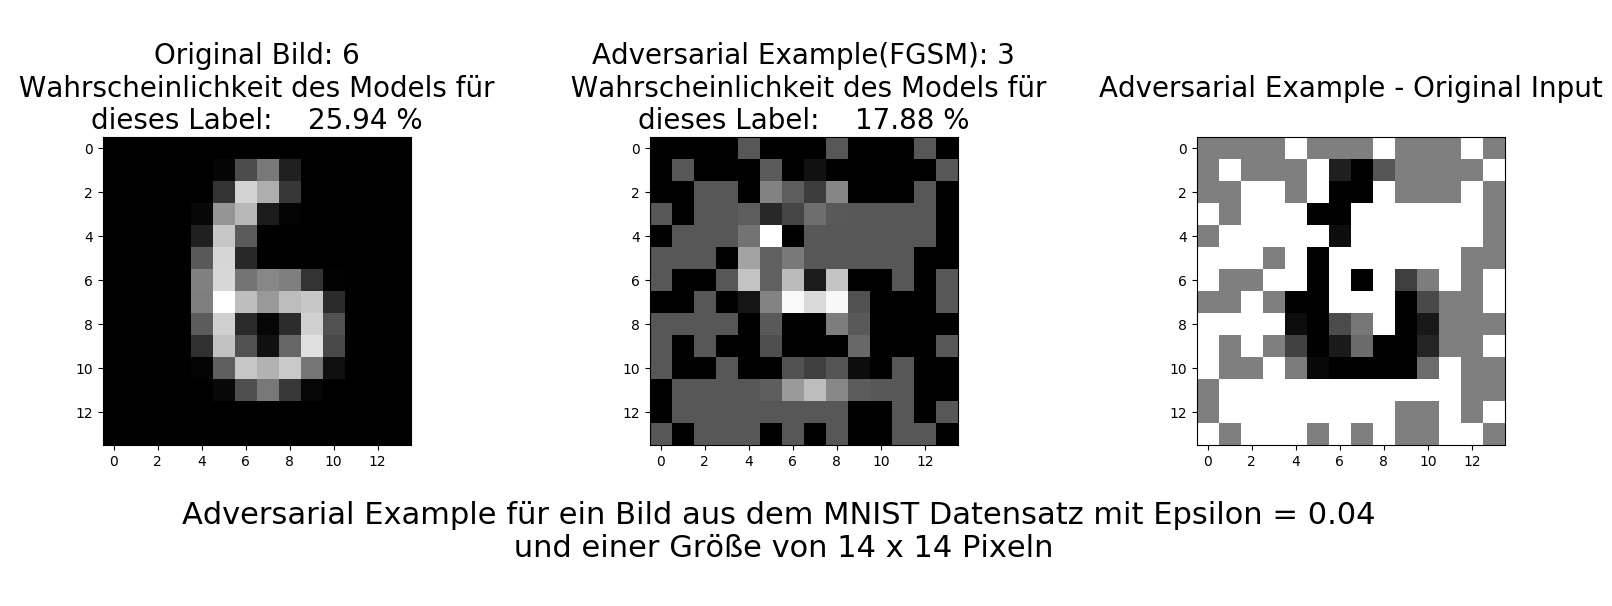 Original Bild: 6
Wahrscheinlichkeit des Models für
dieses Label:    25.94 %
0
2
4
6
8
10
12
0 2 4 6 8 10 12
Adversarial Example(FGSM): 3
Wahrscheinlichkeit des Models für
dieses Label:    17.88 %
0
2
4
6
8
10
12
0 2 4 6 8 10 12
Adversarial Example - Original Input
0
2
4
6
8
10
12
0 2 4 6 8 10 12
Adversarial Example für ein Bild aus dem MNIST Datensatz mit Epsilon = 0.04
und einer Größe von 14 x 14 Pixeln